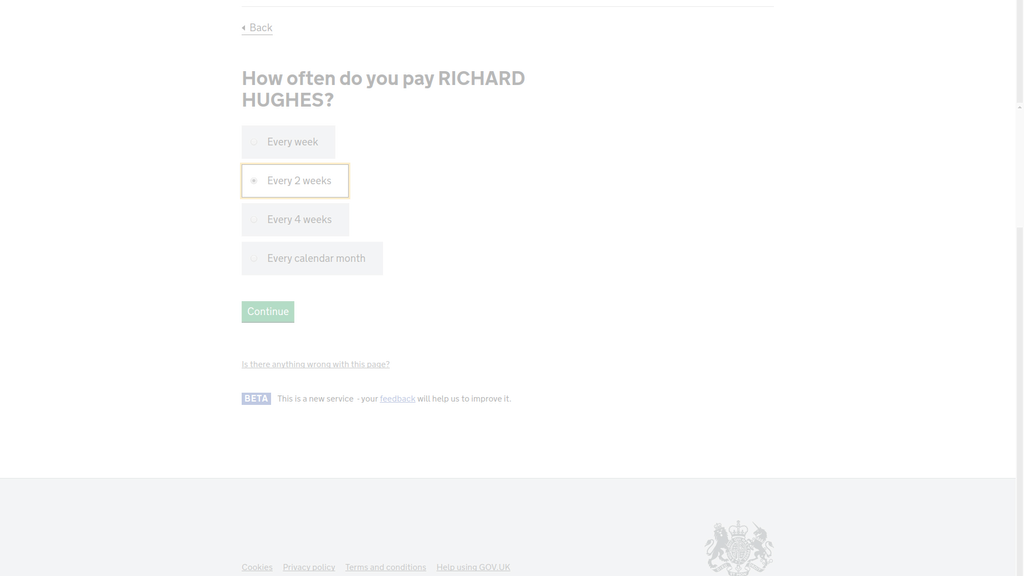 Back
How often do you pay RICHARD
HUGHES?
Every week
Every 2 weeks
Every 4 weeks
Every calendar month
Continue
Is there anything wrong with this page?
BETA This is a new service - your feedback will help us to improve it.
Cookies Privacy policy Terms and conditions Help using GOV.UK